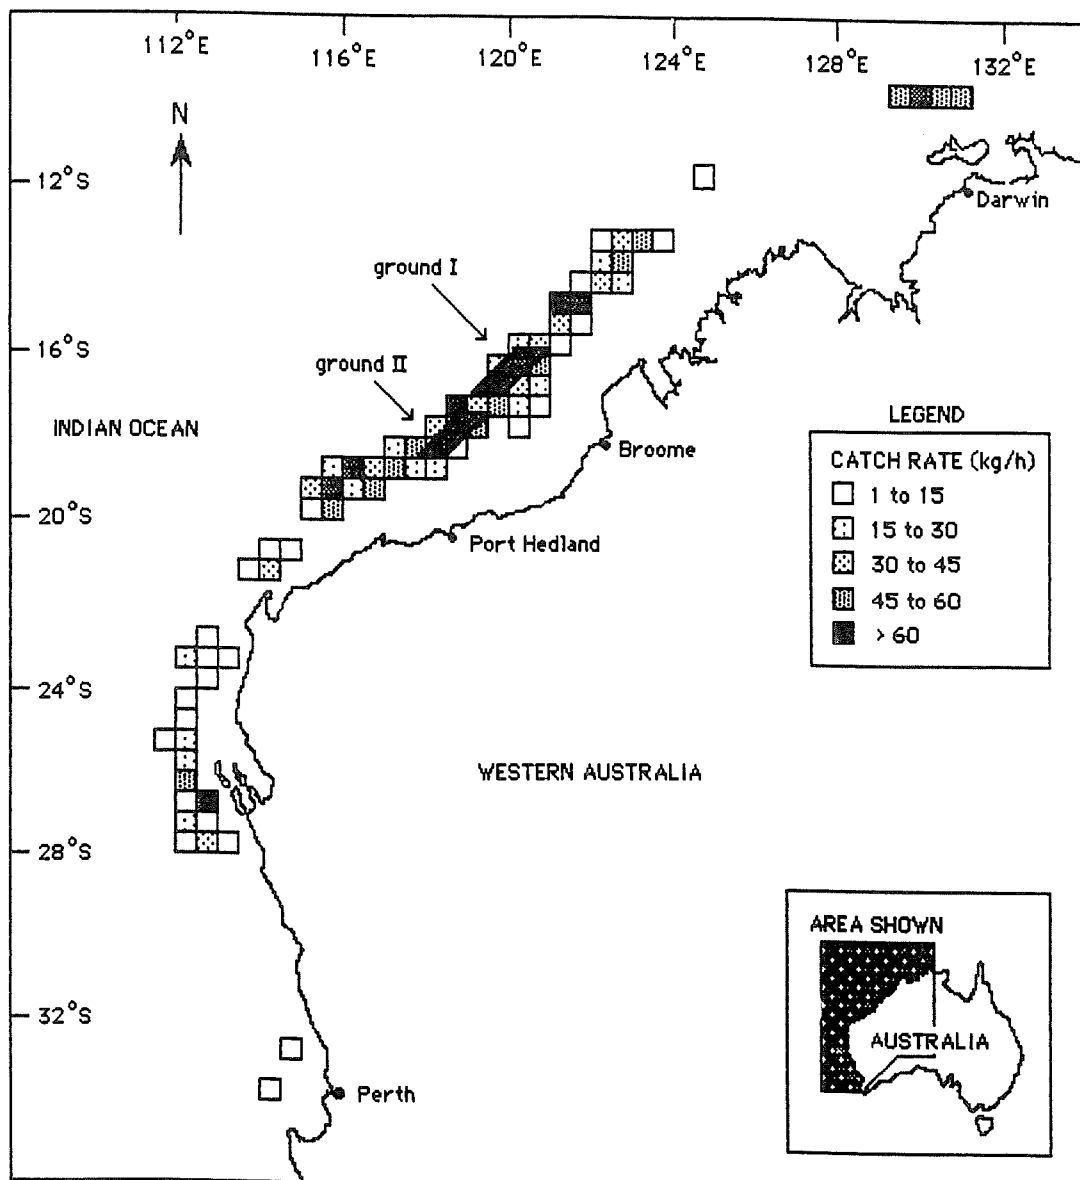 112°E
116°E
120°E
124°E
128°E
132°E
N
12°S
Darwin
ground I
16°S
ground II
INDIAN OCEAN
Broome
LEGEND
CATCH RATE (kg/h)
1 to 15
15 to 30
30 to 45
45 to 60
> 60
20°S
Port Hedland
24°S
WESTERN AUSTRALIA
28°S
AREA SHOWN
AUSTRALIA
32°S
Perth